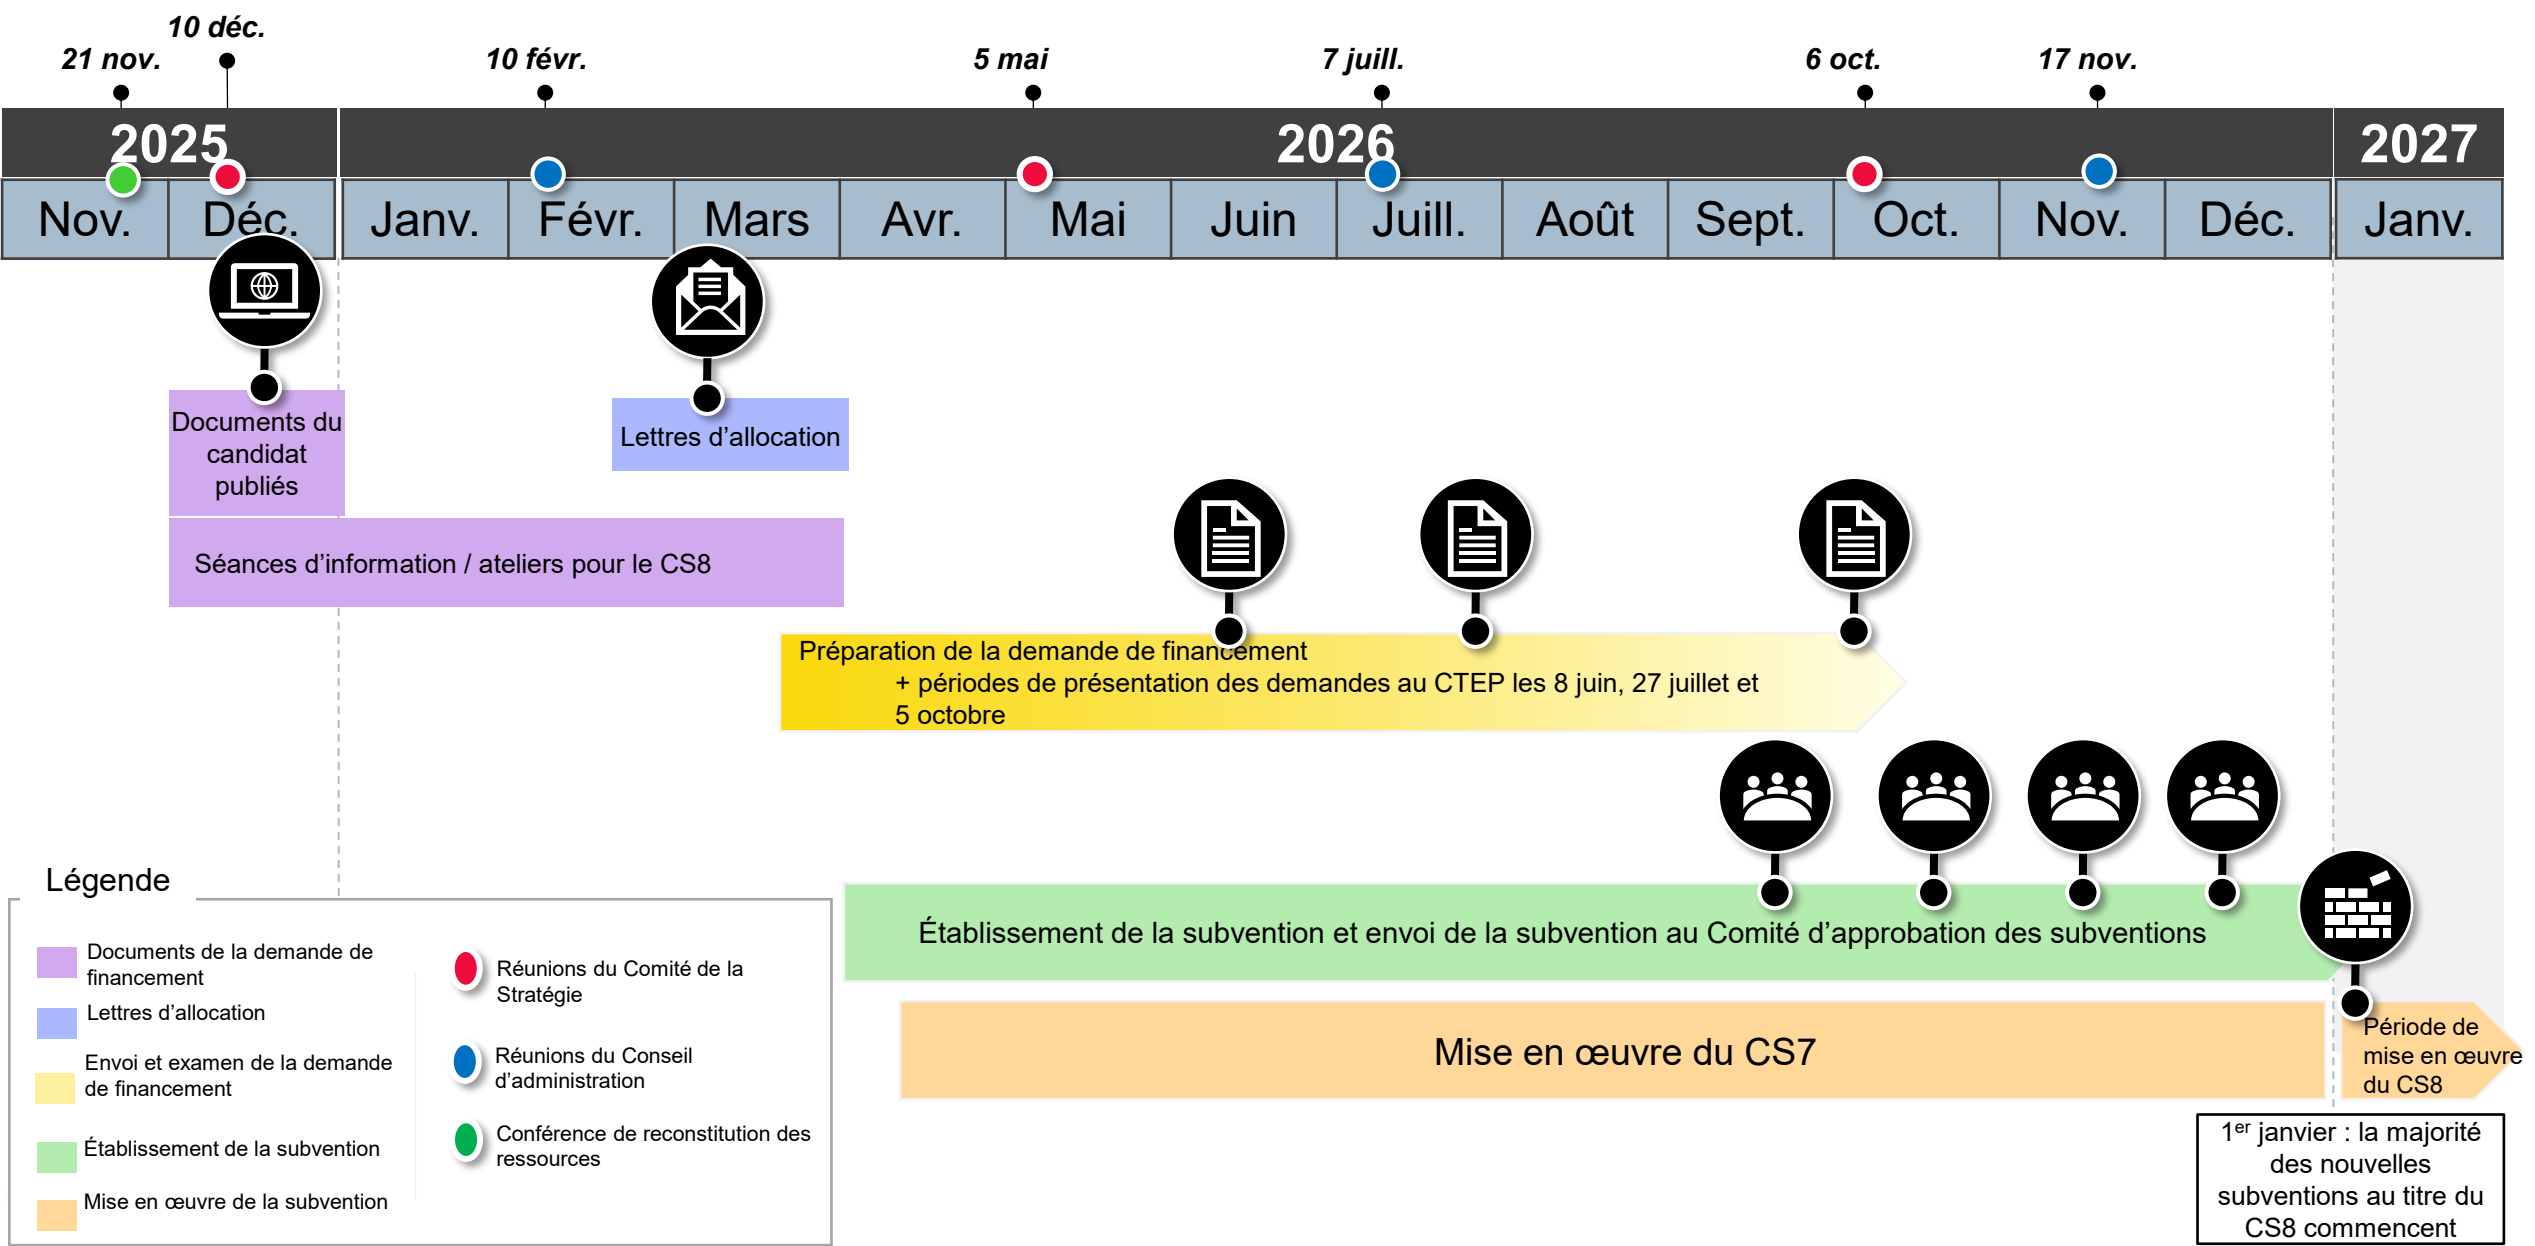 10 déc.
21 nov.
10 févr.
5 mai
7 juill.
6 oct.
17 nov.
2025
2026
2027
Nov.
Déc.
Janv.
Févr.
Mars
Avr.
Mai
Juin
Juill.
Août
Sept.
Oct.
Nov.
Déc.
Janv.
Documents du
candidat
publiés
Lettres d’allocation
Séances d’information / ateliers pour le CS8
Préparation de la demande de financement
+ périodes de présentation des demandes au CTEP les 8 juin, 27 juillet et
5 octobre
Établissement de la subvention et envoi de la subvention au Comité d’approbation des subventions
Mise en œuvre du CS7
Période de
mise en œuvre
du CS8
1er janvier : la majorité
des nouvelles
subventions au titre du
CS8 commencent
Légende
Documents de la demande de
financement
Lettres d’allocation
Envoi et examen de la demande
de financement
Établissement de la subvention
Mise en œuvre de la subvention
Réunions du Comité de la
Stratégie
Réunions du Conseil
d’administration
Conférence de reconstitution des
ressources